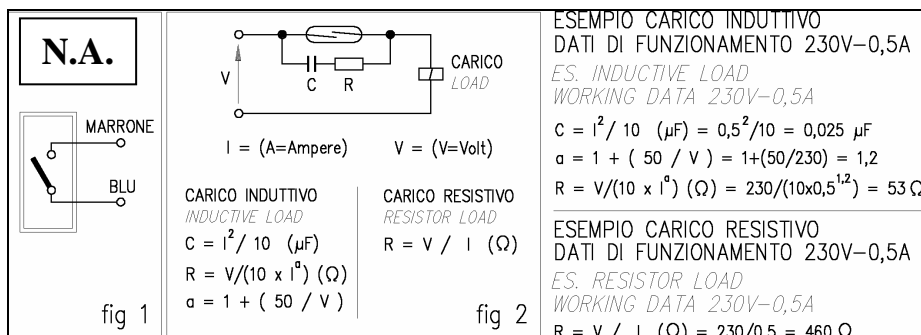 N.A.
MARRONE
BLU
fig 1
V
C R
CARICO
LOAD
I = (A=Ampere) V = (V=Volt)
CARICO INDUTTIVO
INDUCTIVE LOAD
C = I²/ 10 (μF)
R = V/(10 x Iᵃ) (Ω)
a = 1 + ( 50 / V )
CARICO RESISTIVO
RESISTOR LOAD
R = V / I (Ω)
fig 2
ESEMPIO CARICO INDUTTIVO
DATI DI FUNZIONAMENTO 230V-0,5A
ES. INDUCTIVE LOAD
WORKING DATA 230V-0,5A
C = I²/ 10 (μF) = 0,5²/10 = 0,025 μF
a = 1 + ( 50 / V ) = 1+(50/230) = 1,2
R = V/(10 x Iᵃ) (Ω) = 230/(10x0,5¹,²) = 53 Ω
ESEMPIO CARICO RESISTIVO
DATI DI FUNZIONAMENTO 230V-0,5A
ES. RESISTOR LOAD
WORKING DATA 230V-0,5A
R = V / I (Ω) = 230/0,5 = 460 Ω